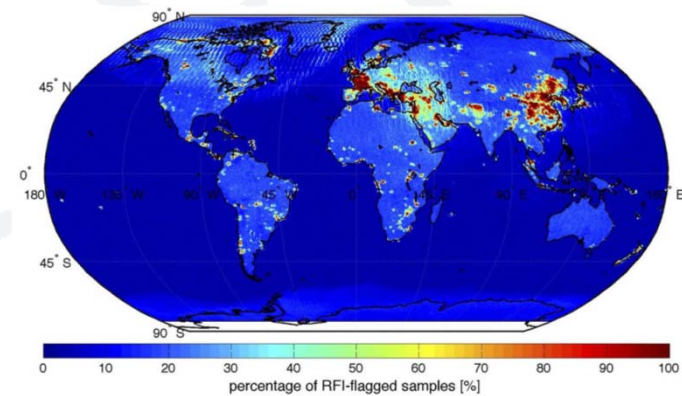 90° N
45° N
0°
180° W 135° W 90° W 45° W 0° 45° E 90° E 180° E
45° S
90° S
0 10 20 30 40 50 60 70 80 90 100
percentage of RFI-flagged samples [%]